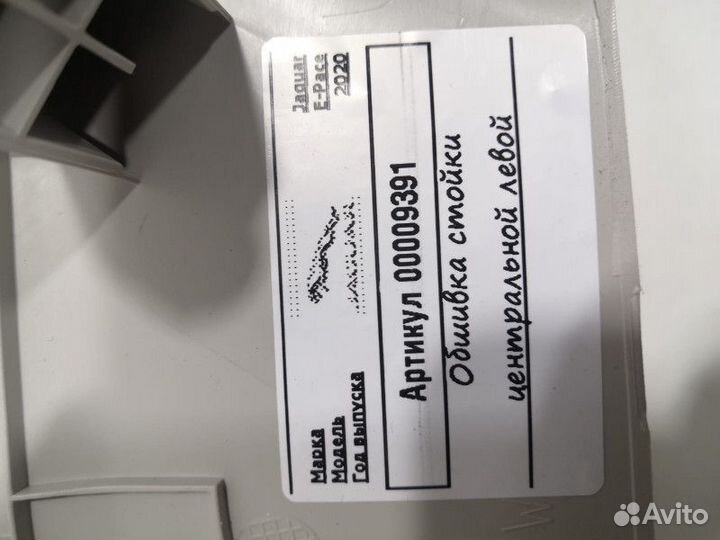 Марка Jaguar
Модель E-Pace
Год выпуска 2020
Артикул 00009391
Обшивка стойки
центральной левой
Avito